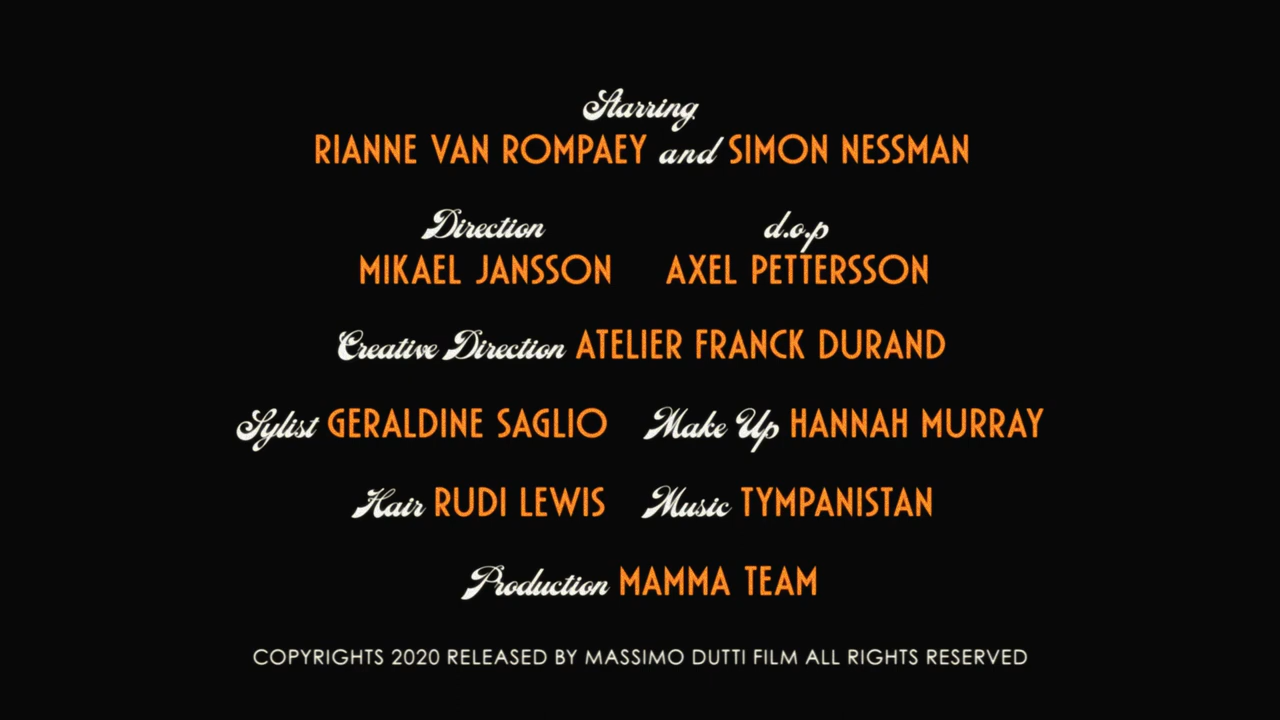 Starring
RIANNE VAN ROMPAEY and SIMON NESSMAN
Direction d.o.p
MIKAEL JANSSON AXEL PETTERSSON
Creative Direction ATELIER FRANCK DURAND
Sylist GERALDINE SAGLIO Make Up HANNAH MURRAY
Hair RUDI LEWIS Music TYMPANISTAN
Production MAMMA TEAM
COPYRIGHTS 2020 RELEASED BY MASSIMO DUTTI FILM ALL RIGHTS RESERVED